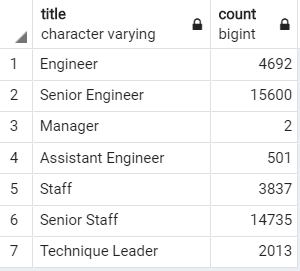 title count
character varying bigint
1 Engineer 4692
2 Senior Engineer 15600
3 Manager 2
4 Assistant Engineer 501
5 Staff 3837
6 Senior Staff 14735
7 Technique Leader 2013